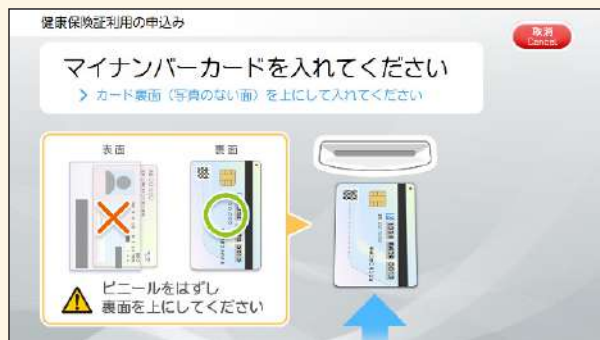 健康保険証利用の申込み
取消
Cancel
マイナンバーカードを入れてください
> カード裏面（写真のない面）を上にして入れてください
表面
裏面
ビニールをはずし
裏面を上にしてください